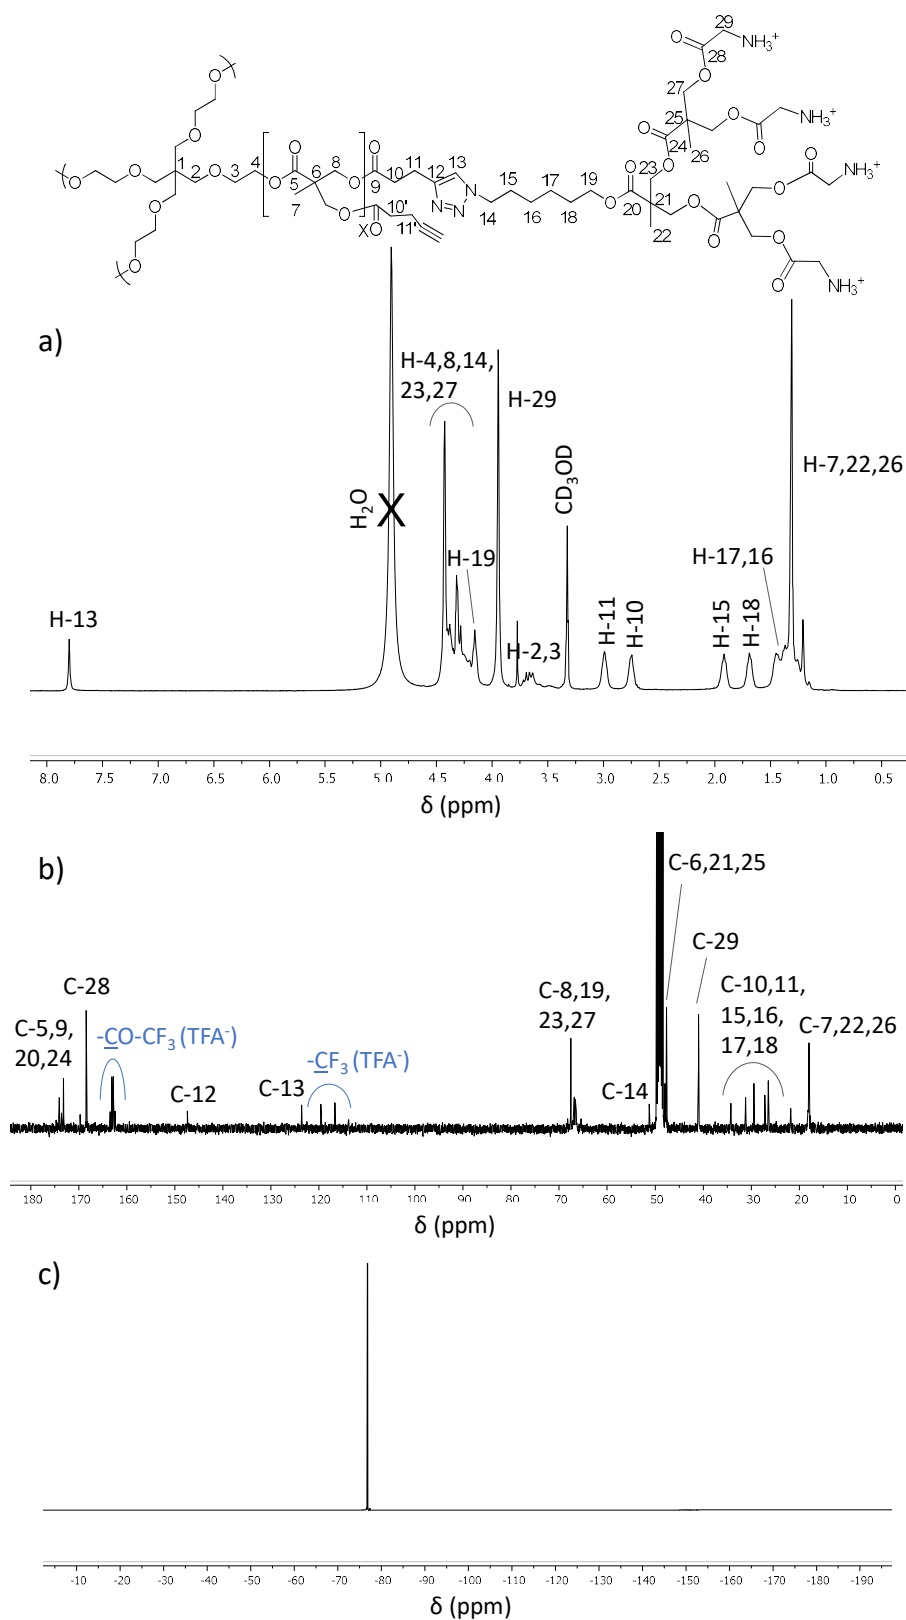 29
O
NH3+
28
O
27
O
25
O
O
NH3+
O
24
26
O
23
O
O
NH3+
1
2
O
3
4
O
O
5
6
7
8
O
O
9
10
11
12
13
N
N
N
14
15
16
17
18
19
O
O
20
21
22
O
O
O
O
O
NH3+
O
XO
10'
11'
a)
H-4,8,14,
23,27
H-29
H2O
X
CD3OD
H-7,22,26
H-19
H-17,16
H-13
H-2,3
H-11
H-10
H-15
H-18
8.0 7.5 7.0 6.5 6.0 5.5 5.0 4.5 4.0 3.5 3.0 2.5 2.0 1.5 1.0 0.5
δ (ppm)
b)
C-6,21,25
C-29
C-28
C-8,19,
23,27
C-10,11,
15,16,
17,18
C-7,22,26
C-5,9,
20,24
-CO-CF3 (TFA-)
-CF3 (TFA-)
C-12
C-13
C-14
180 170 160 150 140 130 120 110 100 90 80 70 60 50 40 30 20 10 0
δ (ppm)
c)
-10 -20 -30 -40 -50 -60 -70 -80 -90 -100 -110 -120 -130 -140 -150 -160 -170 -180 -190
δ (ppm)